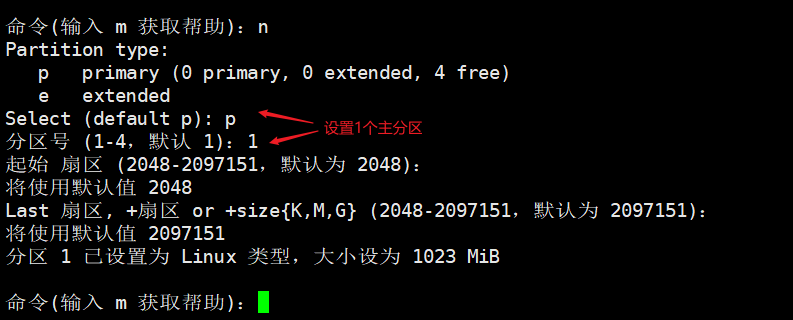 命令(输入 m 获取帮助)：n
Partition type:
   p   primary (0 primary, 0 extended, 4 free)
   e   extended
Select (default p): p
设置1个主分区
分区号 (1-4，默认 1)：1
起始 扇区 (2048-2097151，默认为 2048)：
将使用默认值 2048
Last 扇区, +扇区 or +size{K,M,G} (2048-2097151，默认为 2097151)：
将使用默认值 2097151
分区 1 已设置为 Linux 类型，大小设为 1023 MiB
命令(输入 m 获取帮助)：